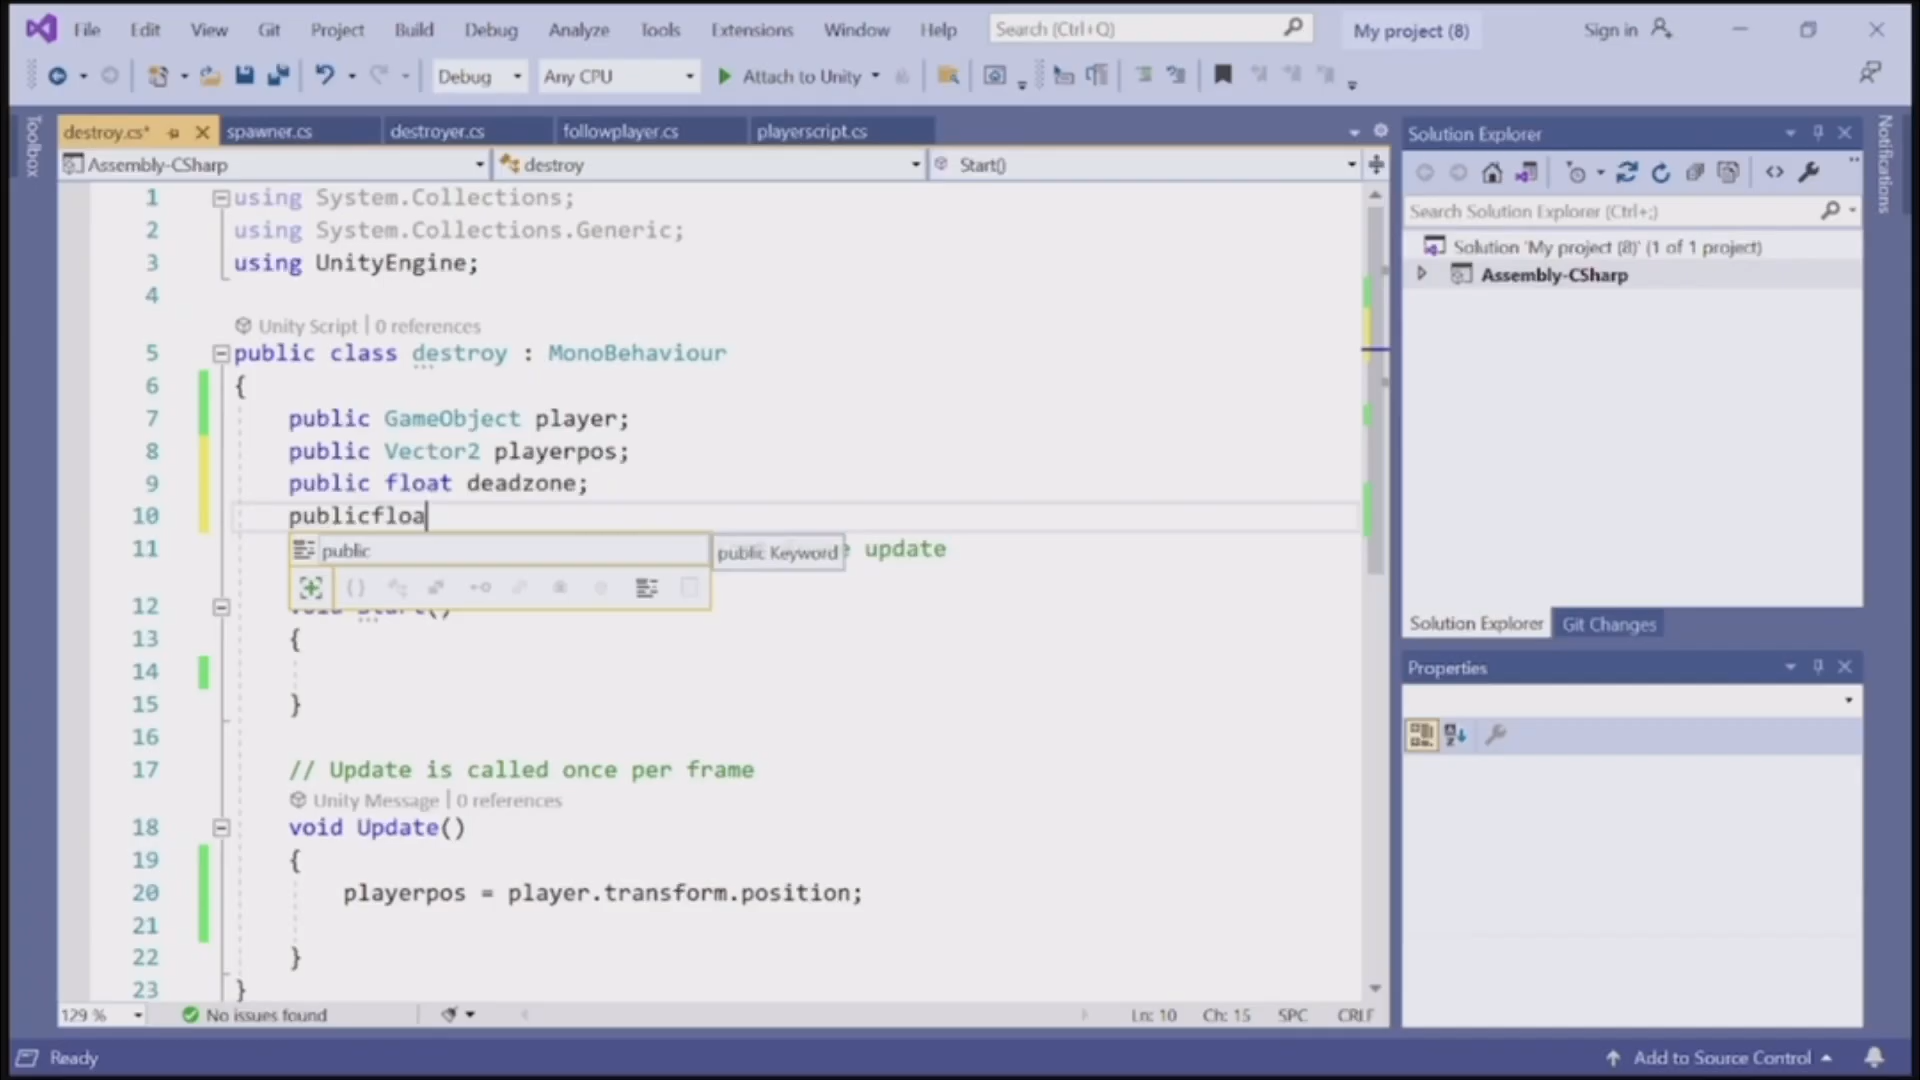 File Edit View Git Project Build Debug Analyze Tools Extensions Window Help Search (Ctrl+Q) My project (8) Sign in
Debug Any CPU Attach to Unity
Toolbox
destroy.cs* spawner.cs destroyer.cs followplayer.cs playerscript.cs
Assembly-CSharp destroy Start()
1 using System.Collections;
2 using System.Collections.Generic;
3 using UnityEngine;
4
Unity Script | 0 references
5 public class destroy : MonoBehaviour
6 {
7 public GameObject player;
8 public Vector2 playerpos;
9 public float deadzone;
10 publicfloa
11 update
public
public Keyword
12 void Start()
13 {
14
15 }
16
17 // Update is called once per frame
Unity Message | 0 references
18 void Update()
19 {
20 playerpos = player.transform.position;
21
22 }
23 }
129 % No issues found Ln: 10 Ch: 15 SPC CRLF
Solution Explorer
Search Solution Explorer (Ctrl+;)
Solution 'My project (8)' (1 of 1 project)
Assembly-CSharp
Solution Explorer Git Changes
Properties
Notifications
Ready Add to Source Control